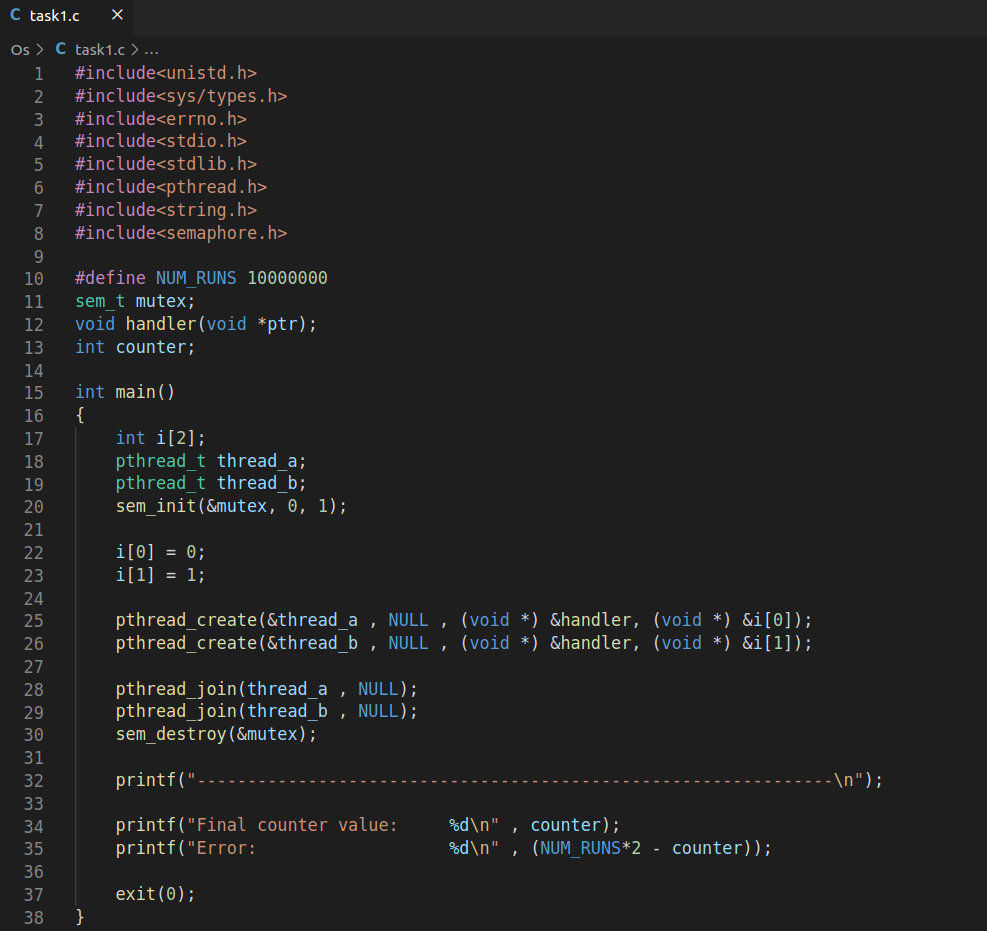 C task1.c ×
Os > C task1.c > ...
1 #include<unistd.h>
2 #include<sys/types.h>
3 #include<errno.h>
4 #include<stdio.h>
5 #include<stdlib.h>
6 #include<pthread.h>
7 #include<string.h>
8 #include<semaphore.h>
9
10 #define NUM_RUNS 10000000
11 sem_t mutex;
12 void handler(void *ptr);
13 int counter;
14
15 int main()
16 {
17     int i[2];
18     pthread_t thread_a;
19     pthread_t thread_b;
20     sem_init(&mutex, 0, 1);
21
22     i[0] = 0;
23     i[1] = 1;
24
25     pthread_create(&thread_a , NULL , (void *) &handler, (void *) &i[0]);
26     pthread_create(&thread_b , NULL , (void *) &handler, (void *) &i[1]);
27
28     pthread_join(thread_a , NULL);
29     pthread_join(thread_b , NULL);
30     sem_destroy(&mutex);
31
32     printf("---------------------------------------------------------------\n");
33
34     printf("Final counter value:     %d\n" , counter);
35     printf("Error:                   %d\n" , (NUM_RUNS*2 - counter));
36
37     exit(0);
38 }